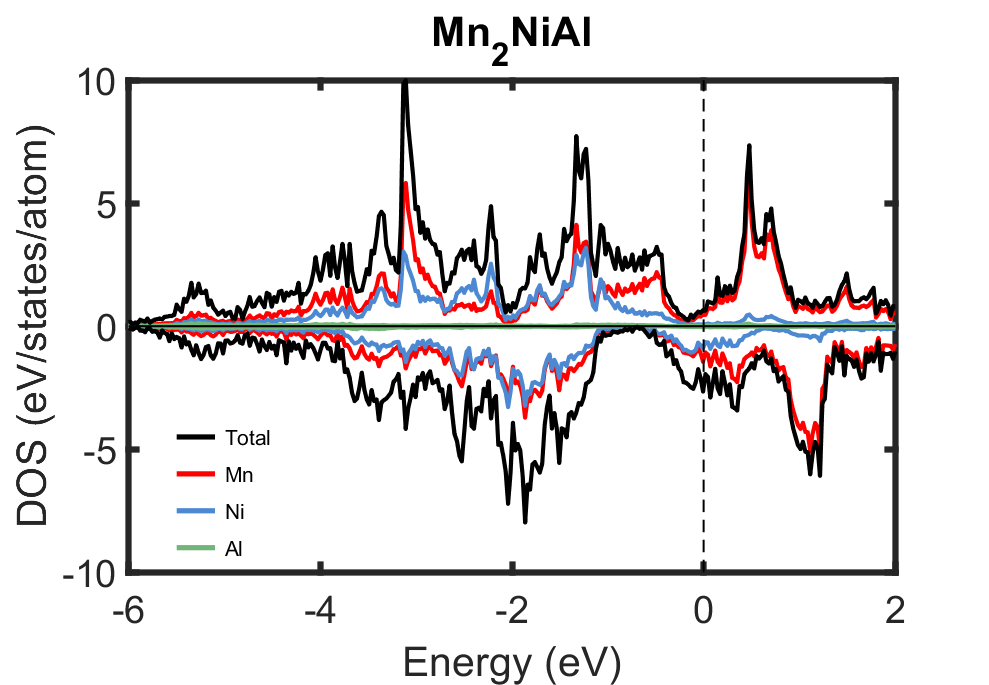 Mn2NiAl
DOS (eV/states/atom)
10
5
0
-5
-10
Total
Mn
Ni
Al
-6 -4 -2 0 2
Energy (eV)